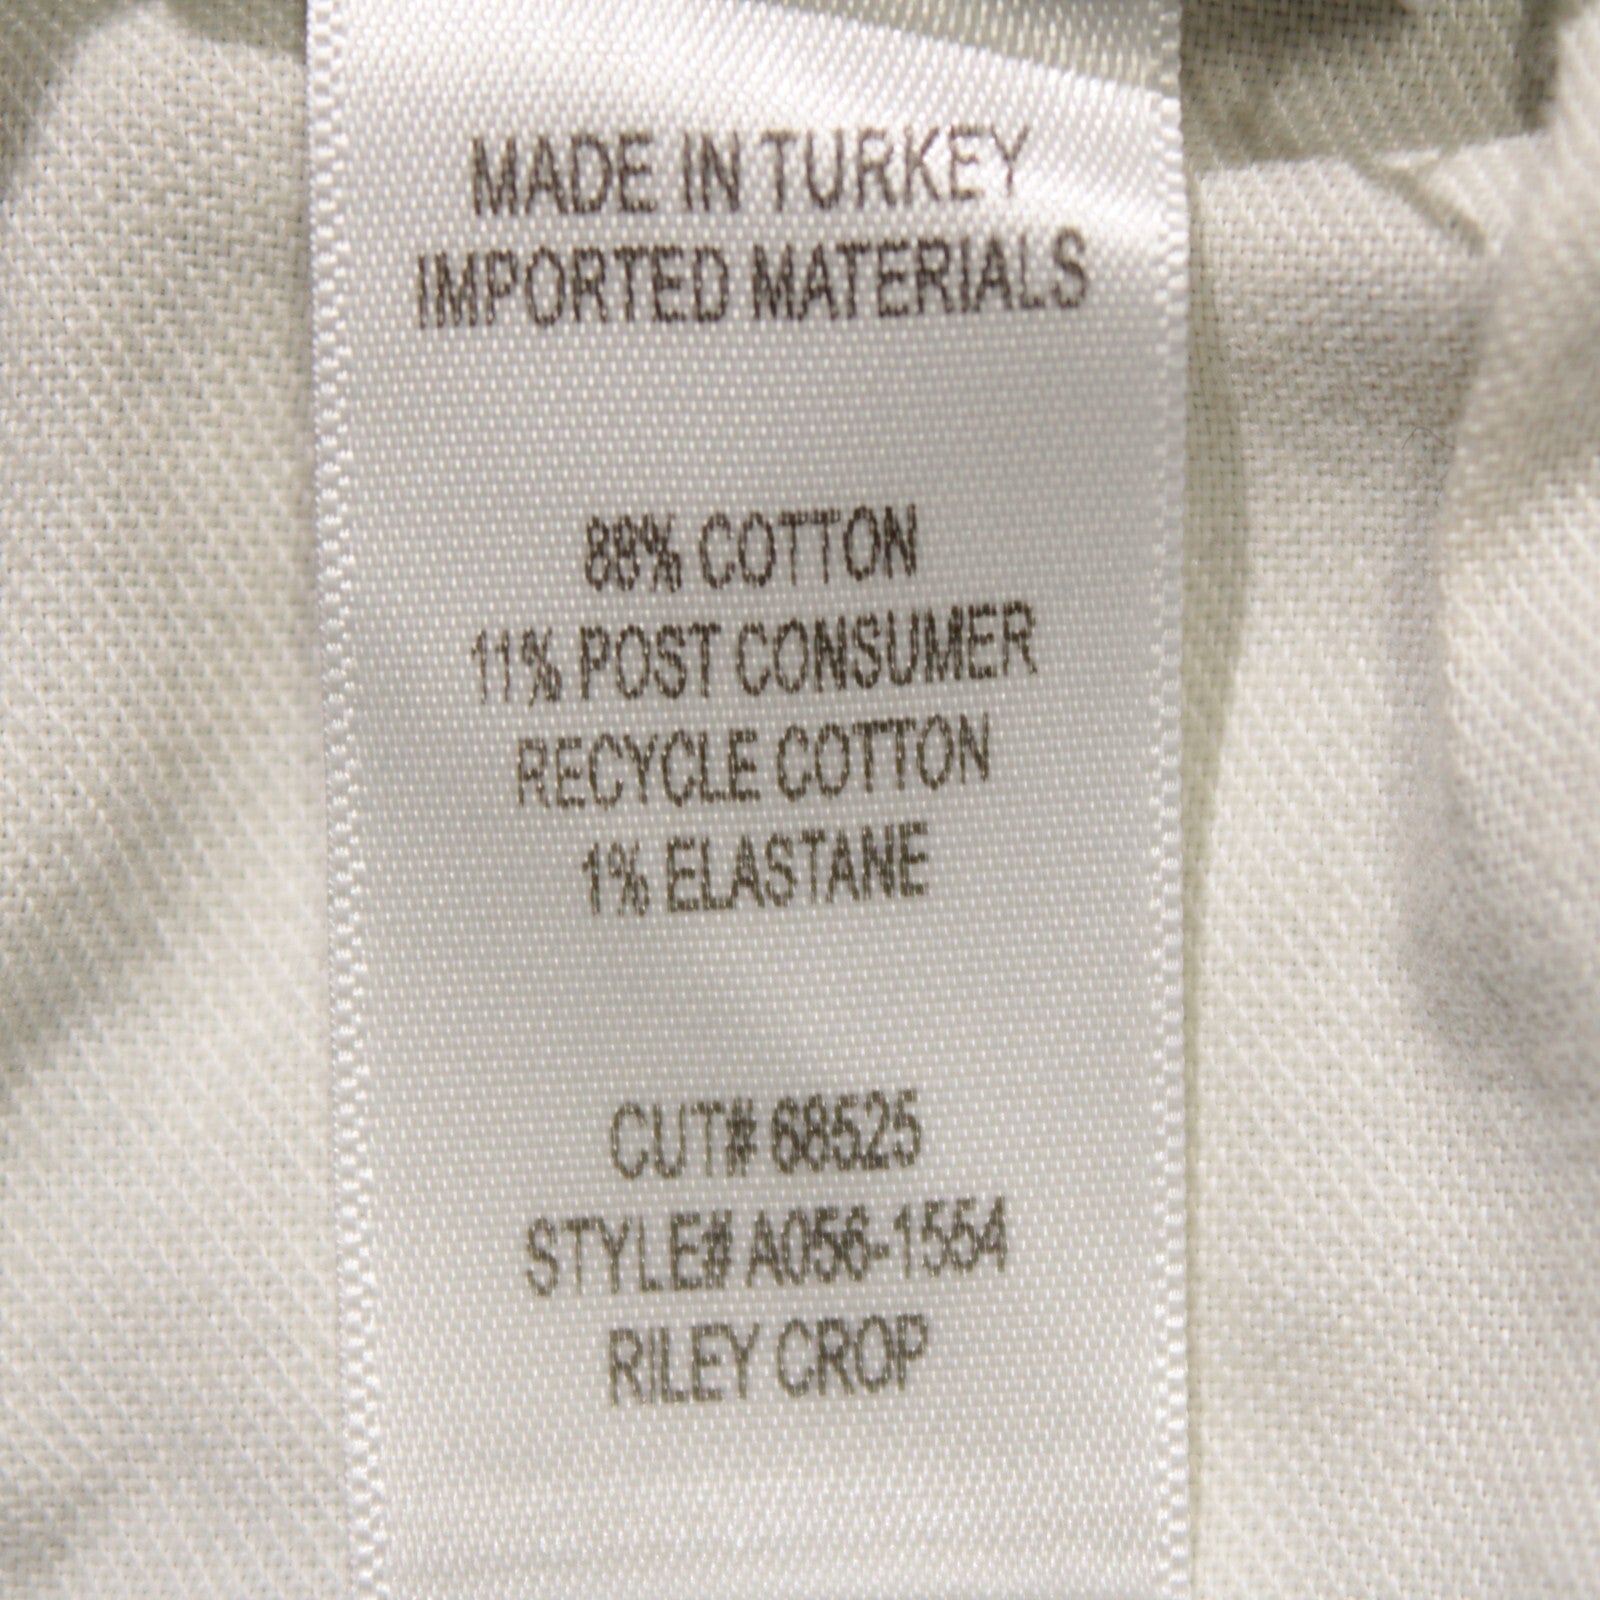 MADE IN TURKEY
IMPORTED MATERIALS
88% COTTON
11% POST CONSUMER
RECYCLE COTTON
1% ELASTANE
CUT# 68525
STYLE# A056-1554
RILEY CROP